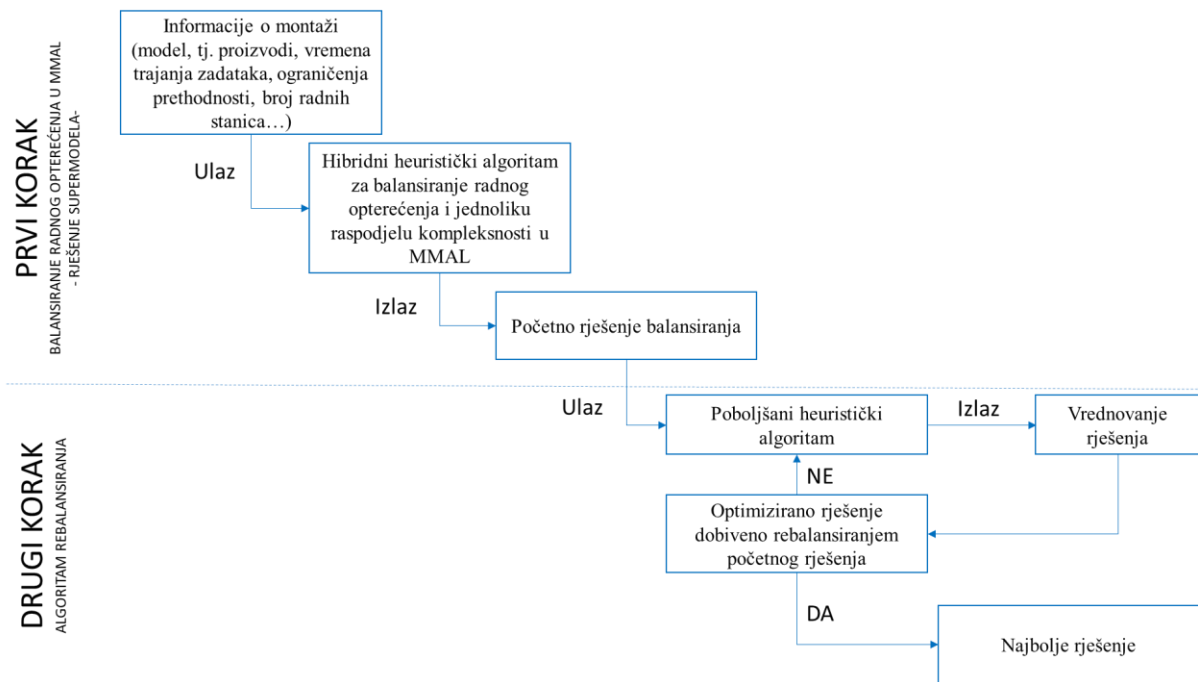 PRVI KORAK
BALANSIRANJE RADNOG OPTEREĆENJA U MMAL
- RJEŠENJE SUPERMODELA-
Informacije o montaži
(model, tj. proizvodi, vremena
trajanja zadataka, ograničenja
prethodnosti, broj radnih
stanica…)
Ulaz
Hibridni heuristički algoritam
za balansiranje radnog
opterećenja i jednoliku
raspodjelu kompleksnosti u
MMAL
Izlaz
Početno rješenje balansiranja
DRUGI KORAK
ALGORITAM REBALANSIRANJA
Ulaz
Poboljšani heuristički
algoritam
Izlaz
Vrednovanje
rješenja
NE
Optimizirano rješenje
dobiveno rebalansiranjem
početnog rješenja
DA
Najbolje rješenje